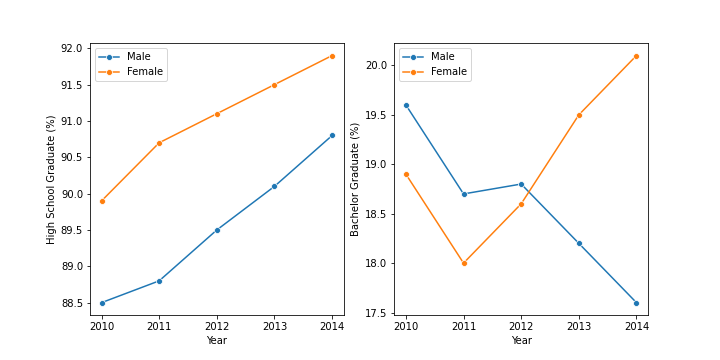 Male
Female
High School Graduate (%)
92.0
91.5
91.0
90.5
90.0
89.5
89.0
88.5
2010 2011 2012 2013 2014
Year
Male
Female
Bachelor Graduate (%)
20.0
19.5
19.0
18.5
18.0
17.5
2010 2011 2012 2013 2014
Year